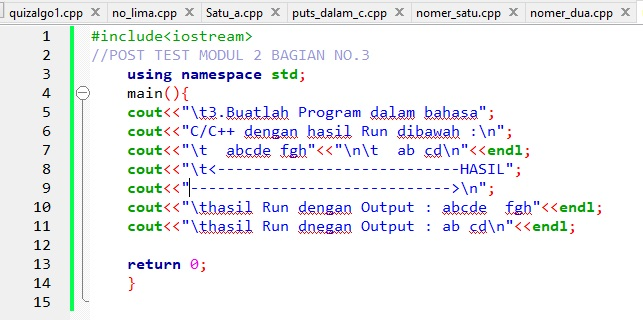 quizalgo1.cpp no_lima.cpp Satu_a.cpp puts_dalam_c.cpp nomer_satu.cpp nomer_dua.cpp
1 #include<iostream>
2 //POST TEST MODUL 2 BAGIAN NO.3
3 using namespace std;
4 main(){
5 cout<<"\t3.Buatlah Program dalam bahasa";
6 cout<<"C/C++ dengan hasil Run dibawah :\n";
7 cout<<"\t  abcde fgh"<<"\n\t  ab cd\n"<<endl;
8 cout<<"\t<---------------------------HASIL";
9 cout<<"----------------------------->\n";
10 cout<<"\thasil Run dengan Output : abcde  fgh"<<endl;
11 cout<<"\thasil Run dnegan Output : ab cd\n"<<endl;
12
13 return 0;
14 }
15